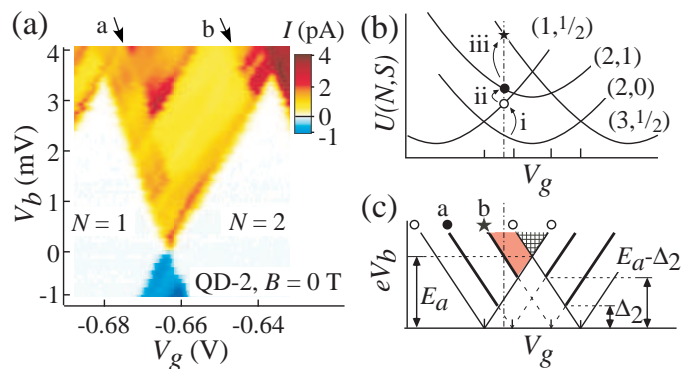 (a)
a
b
I (pA)
4
2
0
-1
V_b (mV)
4
3
2
1
0
-1
N = 1
N = 2
QD-2, B = 0 T
-0.68
-0.66
-0.64
V_g (V)
(b)
U(N,S)
iii
ii
i
(1,1/2)
(2,1)
(2,0)
(3,1/2)
V_g
(c)
a
b
eV_b
E_a
E_a-Δ_2
Δ_2
V_g